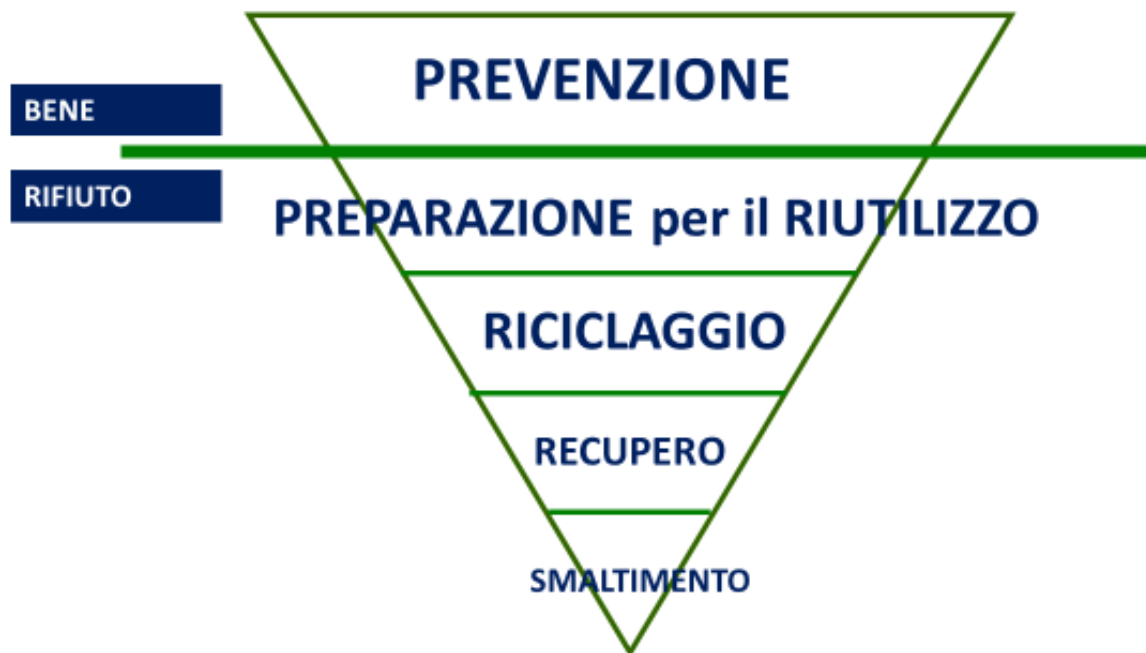 PREVENZIONE
BENE
RIFIUTO
PREPARAZIONE per il RIUTILIZZO
RICICLAGGIO
RECUPERO
SMALTIMENTO